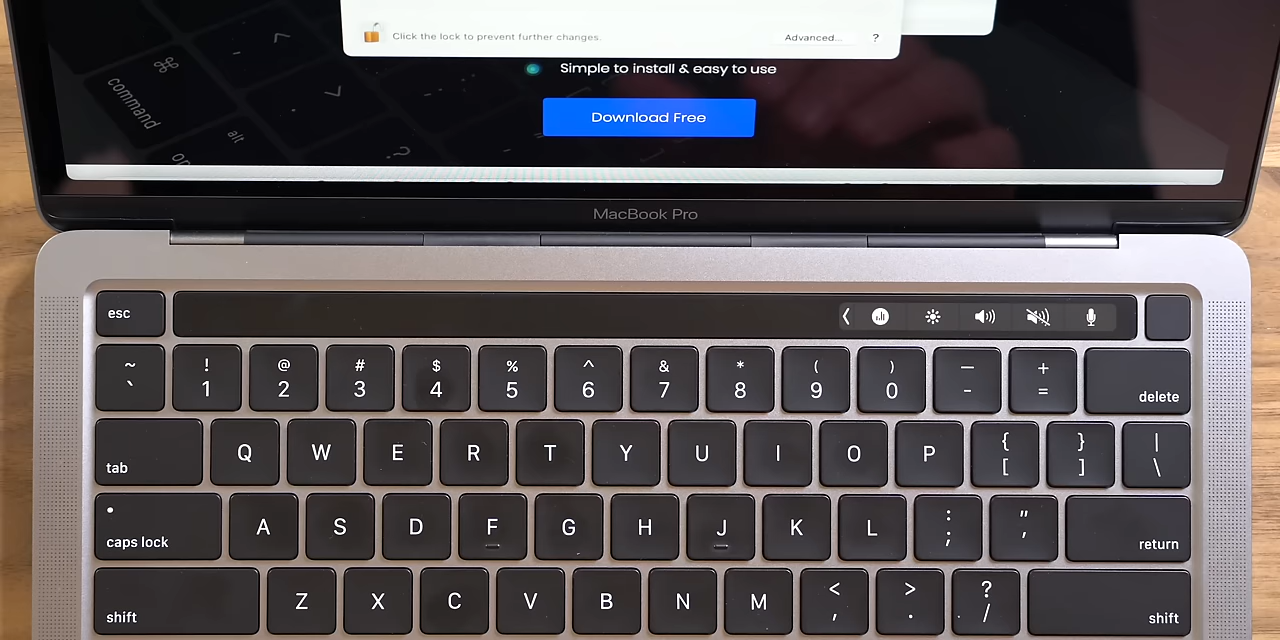 Click the lock to prevent further changes. Advanced... ?
Simple to install & easy to use
Download Free
command
alt
MacBook Pro
esc
~ ! @ # $ % ^ & * ( ) — +
` 1 2 3 4 5 6 7 8 9 0 - = delete
tab Q W E R T Y U I O P { } |
[ ] \
caps lock A S D F G H J K L : "
; ' return
shift Z X C V B N M < > ?
, . / shift